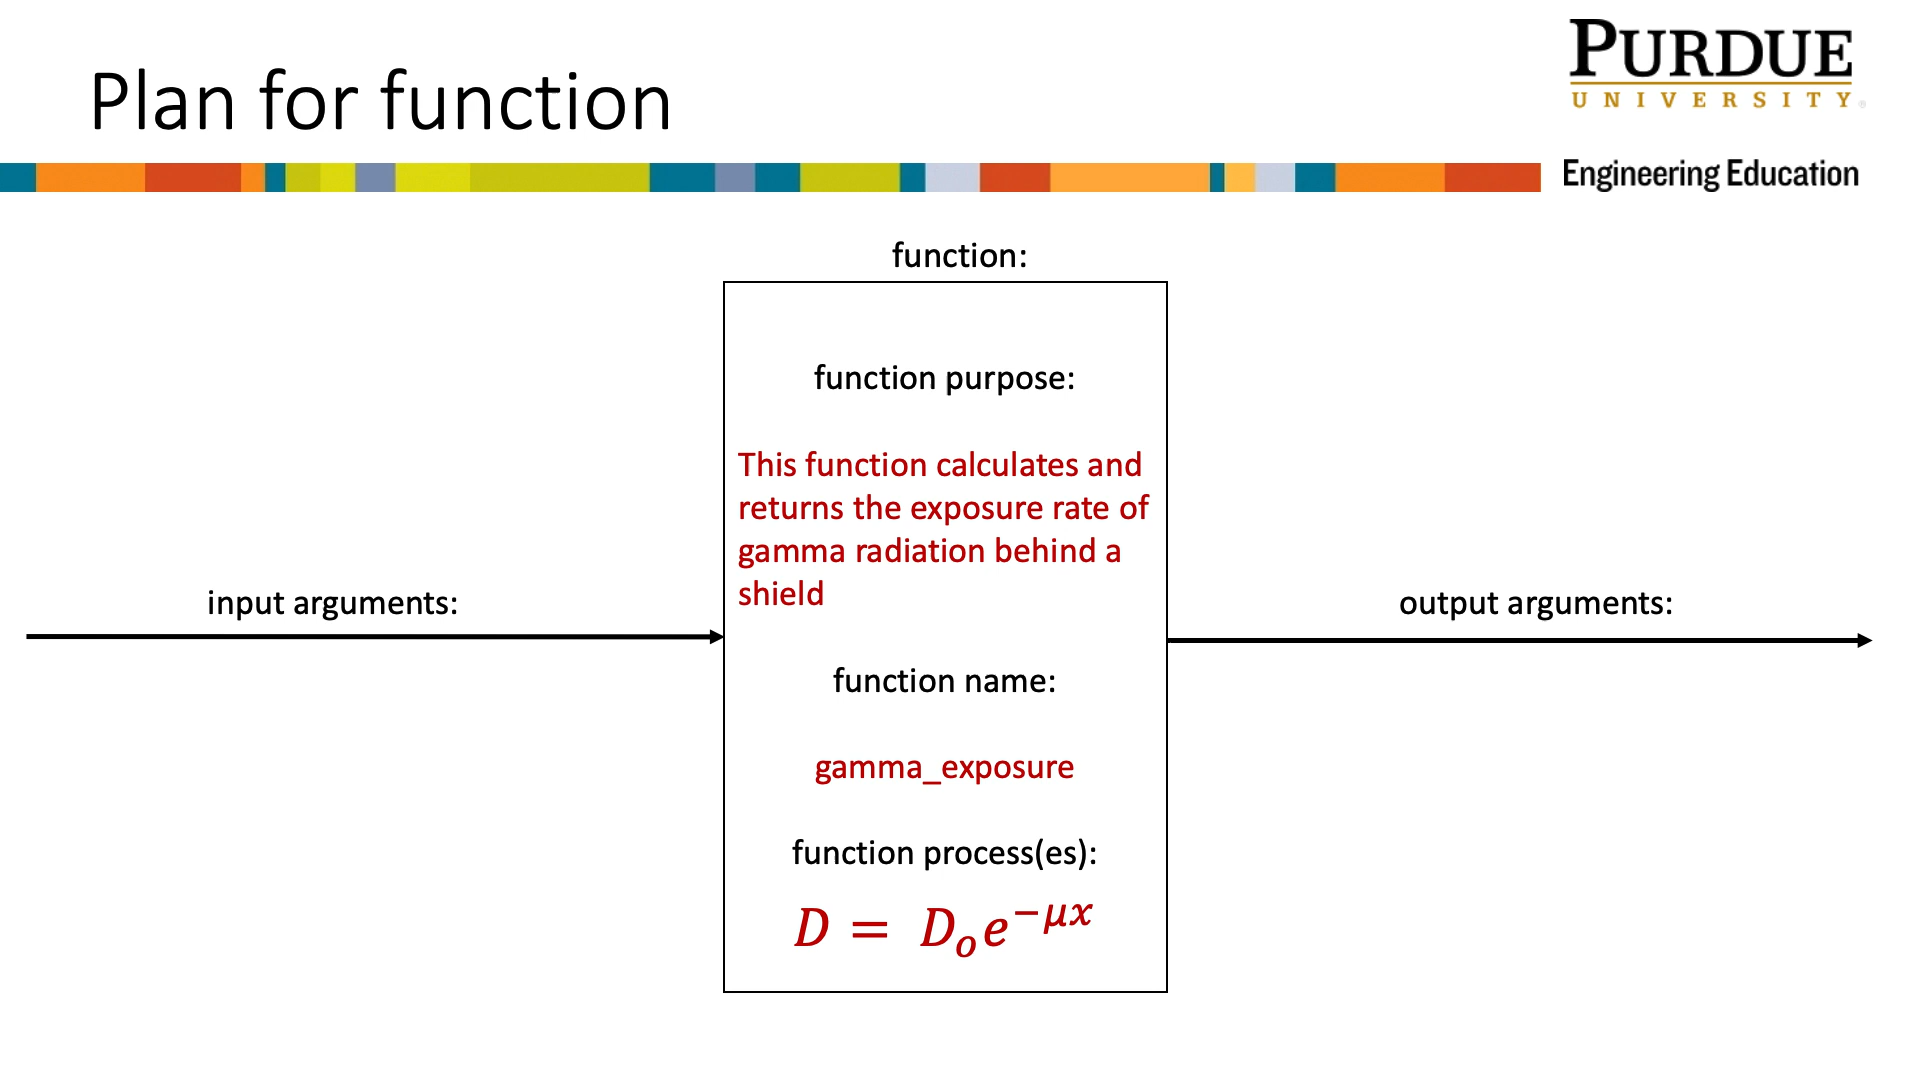 Plan for function
PURDUE
UNIVERSITY®
Engineering Education
function:
function purpose:
This function calculates and
returns the exposure rate of
gamma radiation behind a
shield
input arguments:
output arguments:
function name:
gamma_exposure
function process(es):
D = Dₒe^{−μx}